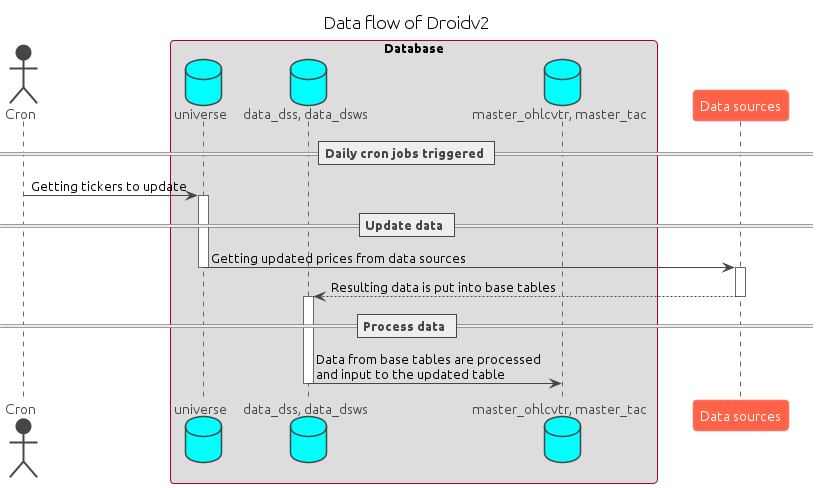 Data flow of Droidv2
Database
Cron
universe
data_dss, data_dsws
master_ohlcvtr, master_tac
Data sources
Daily cron jobs triggered
Getting tickers to update
Update data
Getting updated prices from data sources
Resulting data is put into base tables
Process data
Data from base tables are processed
and input to the updated table
Cron
universe
data_dss, data_dsws
master_ohlcvtr, master_tac
Data sources